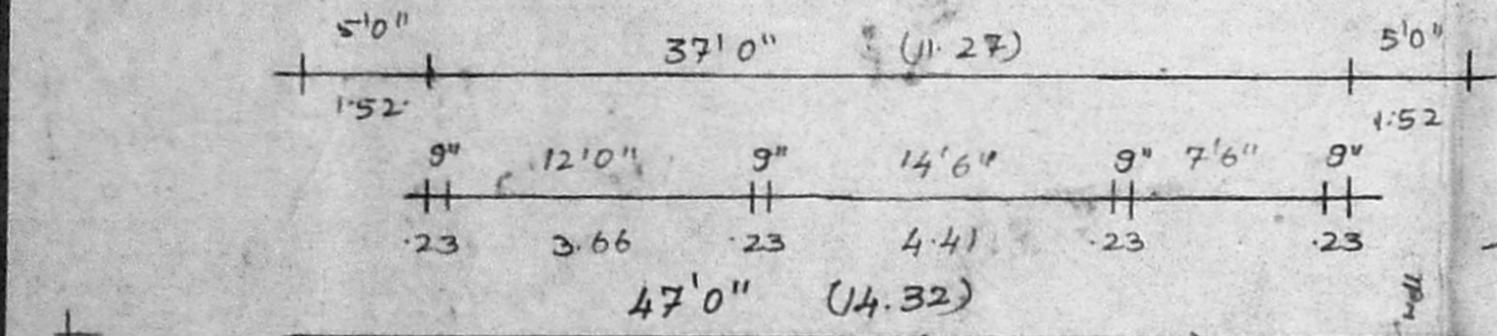 5'0" 37'0" (11.27) 5'0"
1.52 1.52
9" 12'0" 9" 14'6" 9" 7'6" 9"
.23 3.66 .23 4.41 .23 .23
47'0" (14.32)